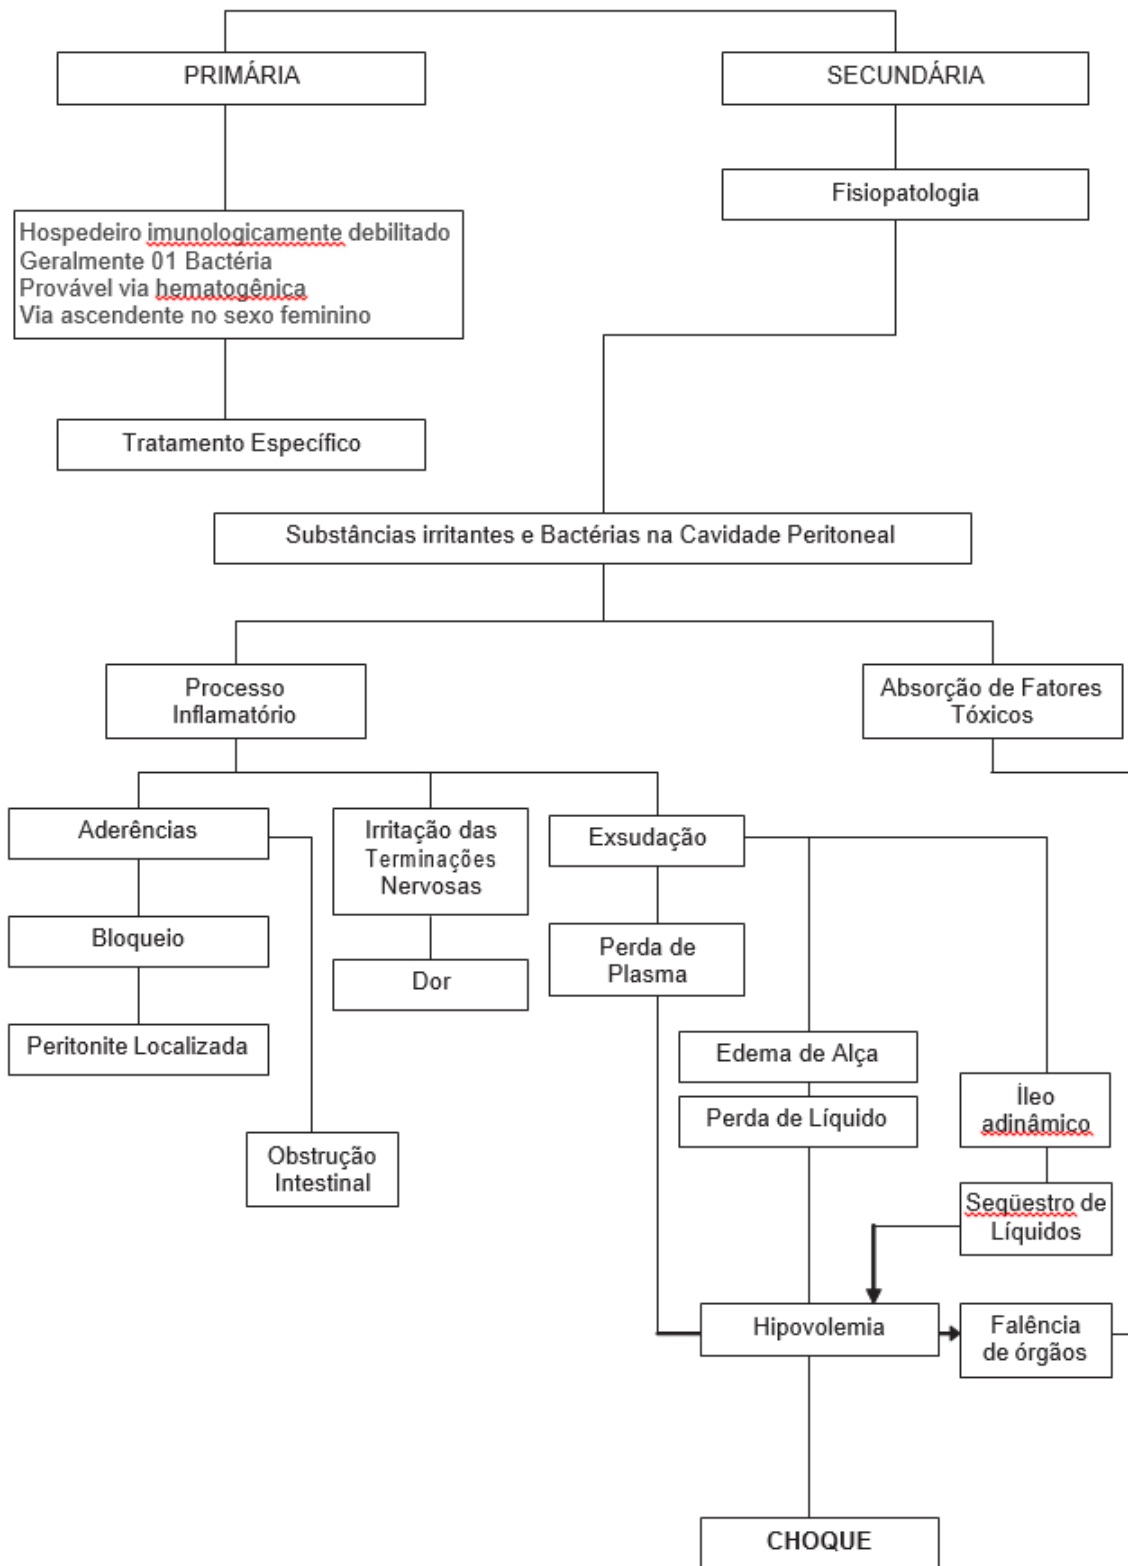 PRIMÁRIA
SECUNDÁRIA
Fisiopatologia
Hospedeiro imunologicamente debilitado
Geralmente 01 Bactéria
Provável via hematogênica
Via ascendente no sexo feminino
Tratamento Específico
Substâncias irritantes e Bactérias na Cavidade Peritoneal
Processo
Inflamatório
Absorção de Fatores
Tóxicos
Aderências
Irritação das
Terminações
Nervosas
Exsudação
Bloqueio
Perda de
Plasma
Dor
Peritonite Localizada
Edema de Alça
Perda de Líquido
Íleo
adinâmico
Obstrução
Intestinal
Seqüestro de
Líquidos
Hipovolemia
Falência
de órgãos
CHOQUE